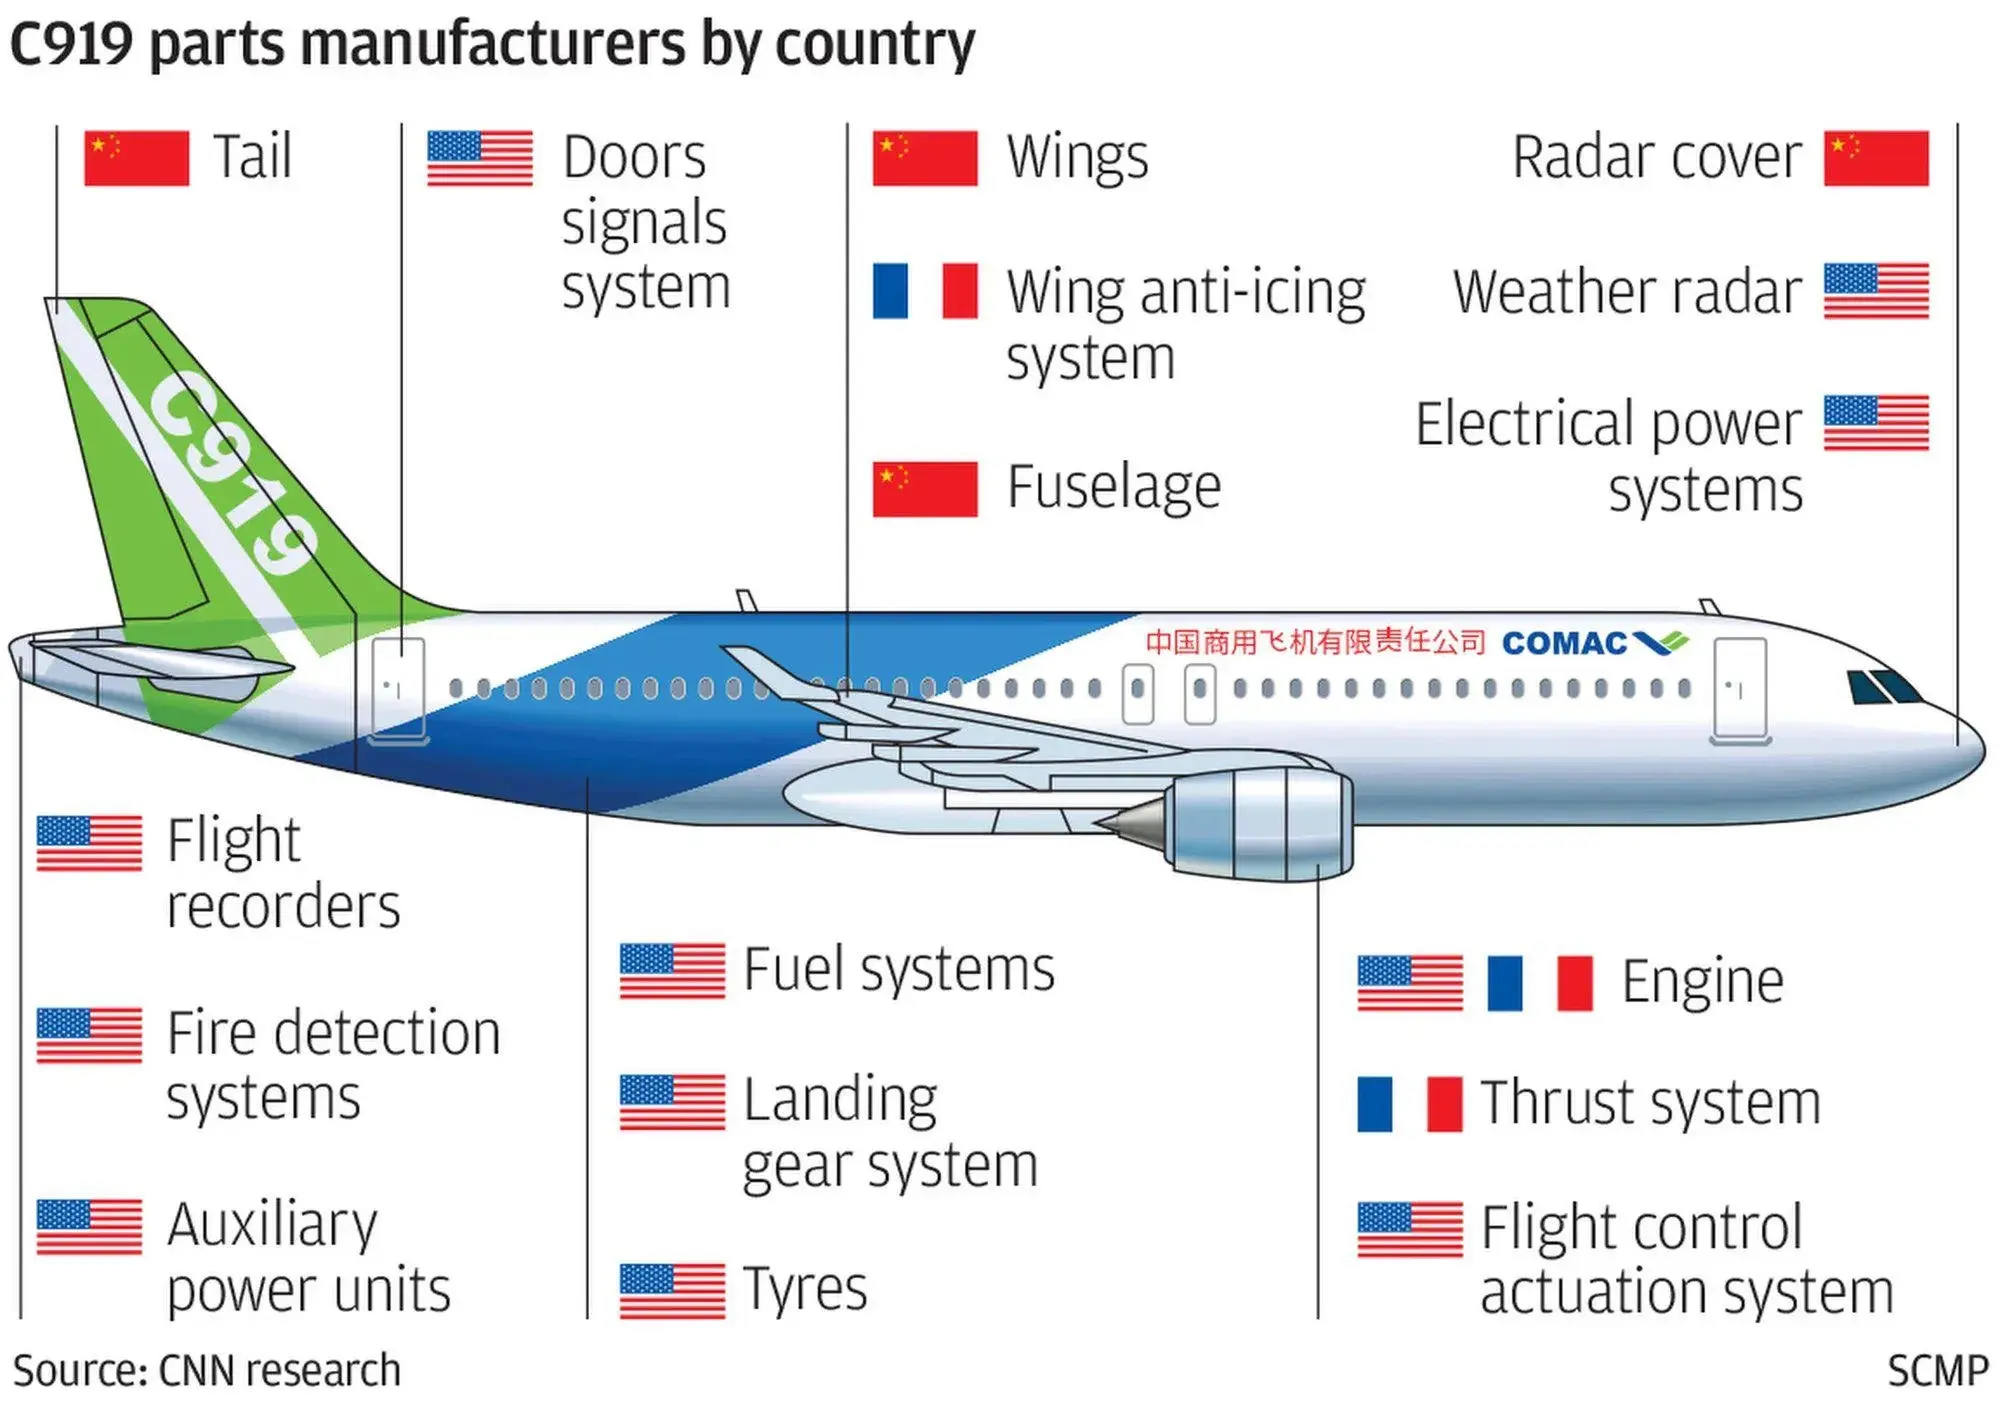 C919 parts manufacturers by country
Tail
Doors
signals
system
Wings
Wing anti-icing
system
Fuselage
Radar cover
Weather radar
Electrical power
systems
C919
中国商用飞机有限责任公司 COMAC
Flight
recorders
Fire detection
systems
Auxiliary
power units
Fuel systems
Landing
gear system
Tyres
Engine
Thrust system
Flight control
actuation system
Source: CNN research
SCMP